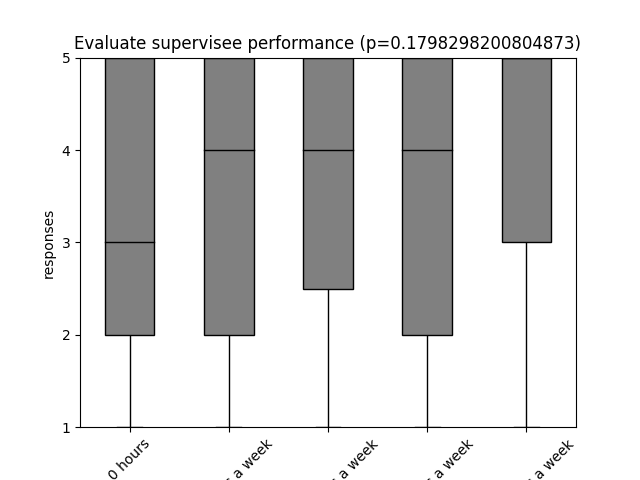 Evaluate supervisee performance (p=0.1798298200804873)
responses
5
4
3
2
1
0 hours
a week
a week
a week
a week